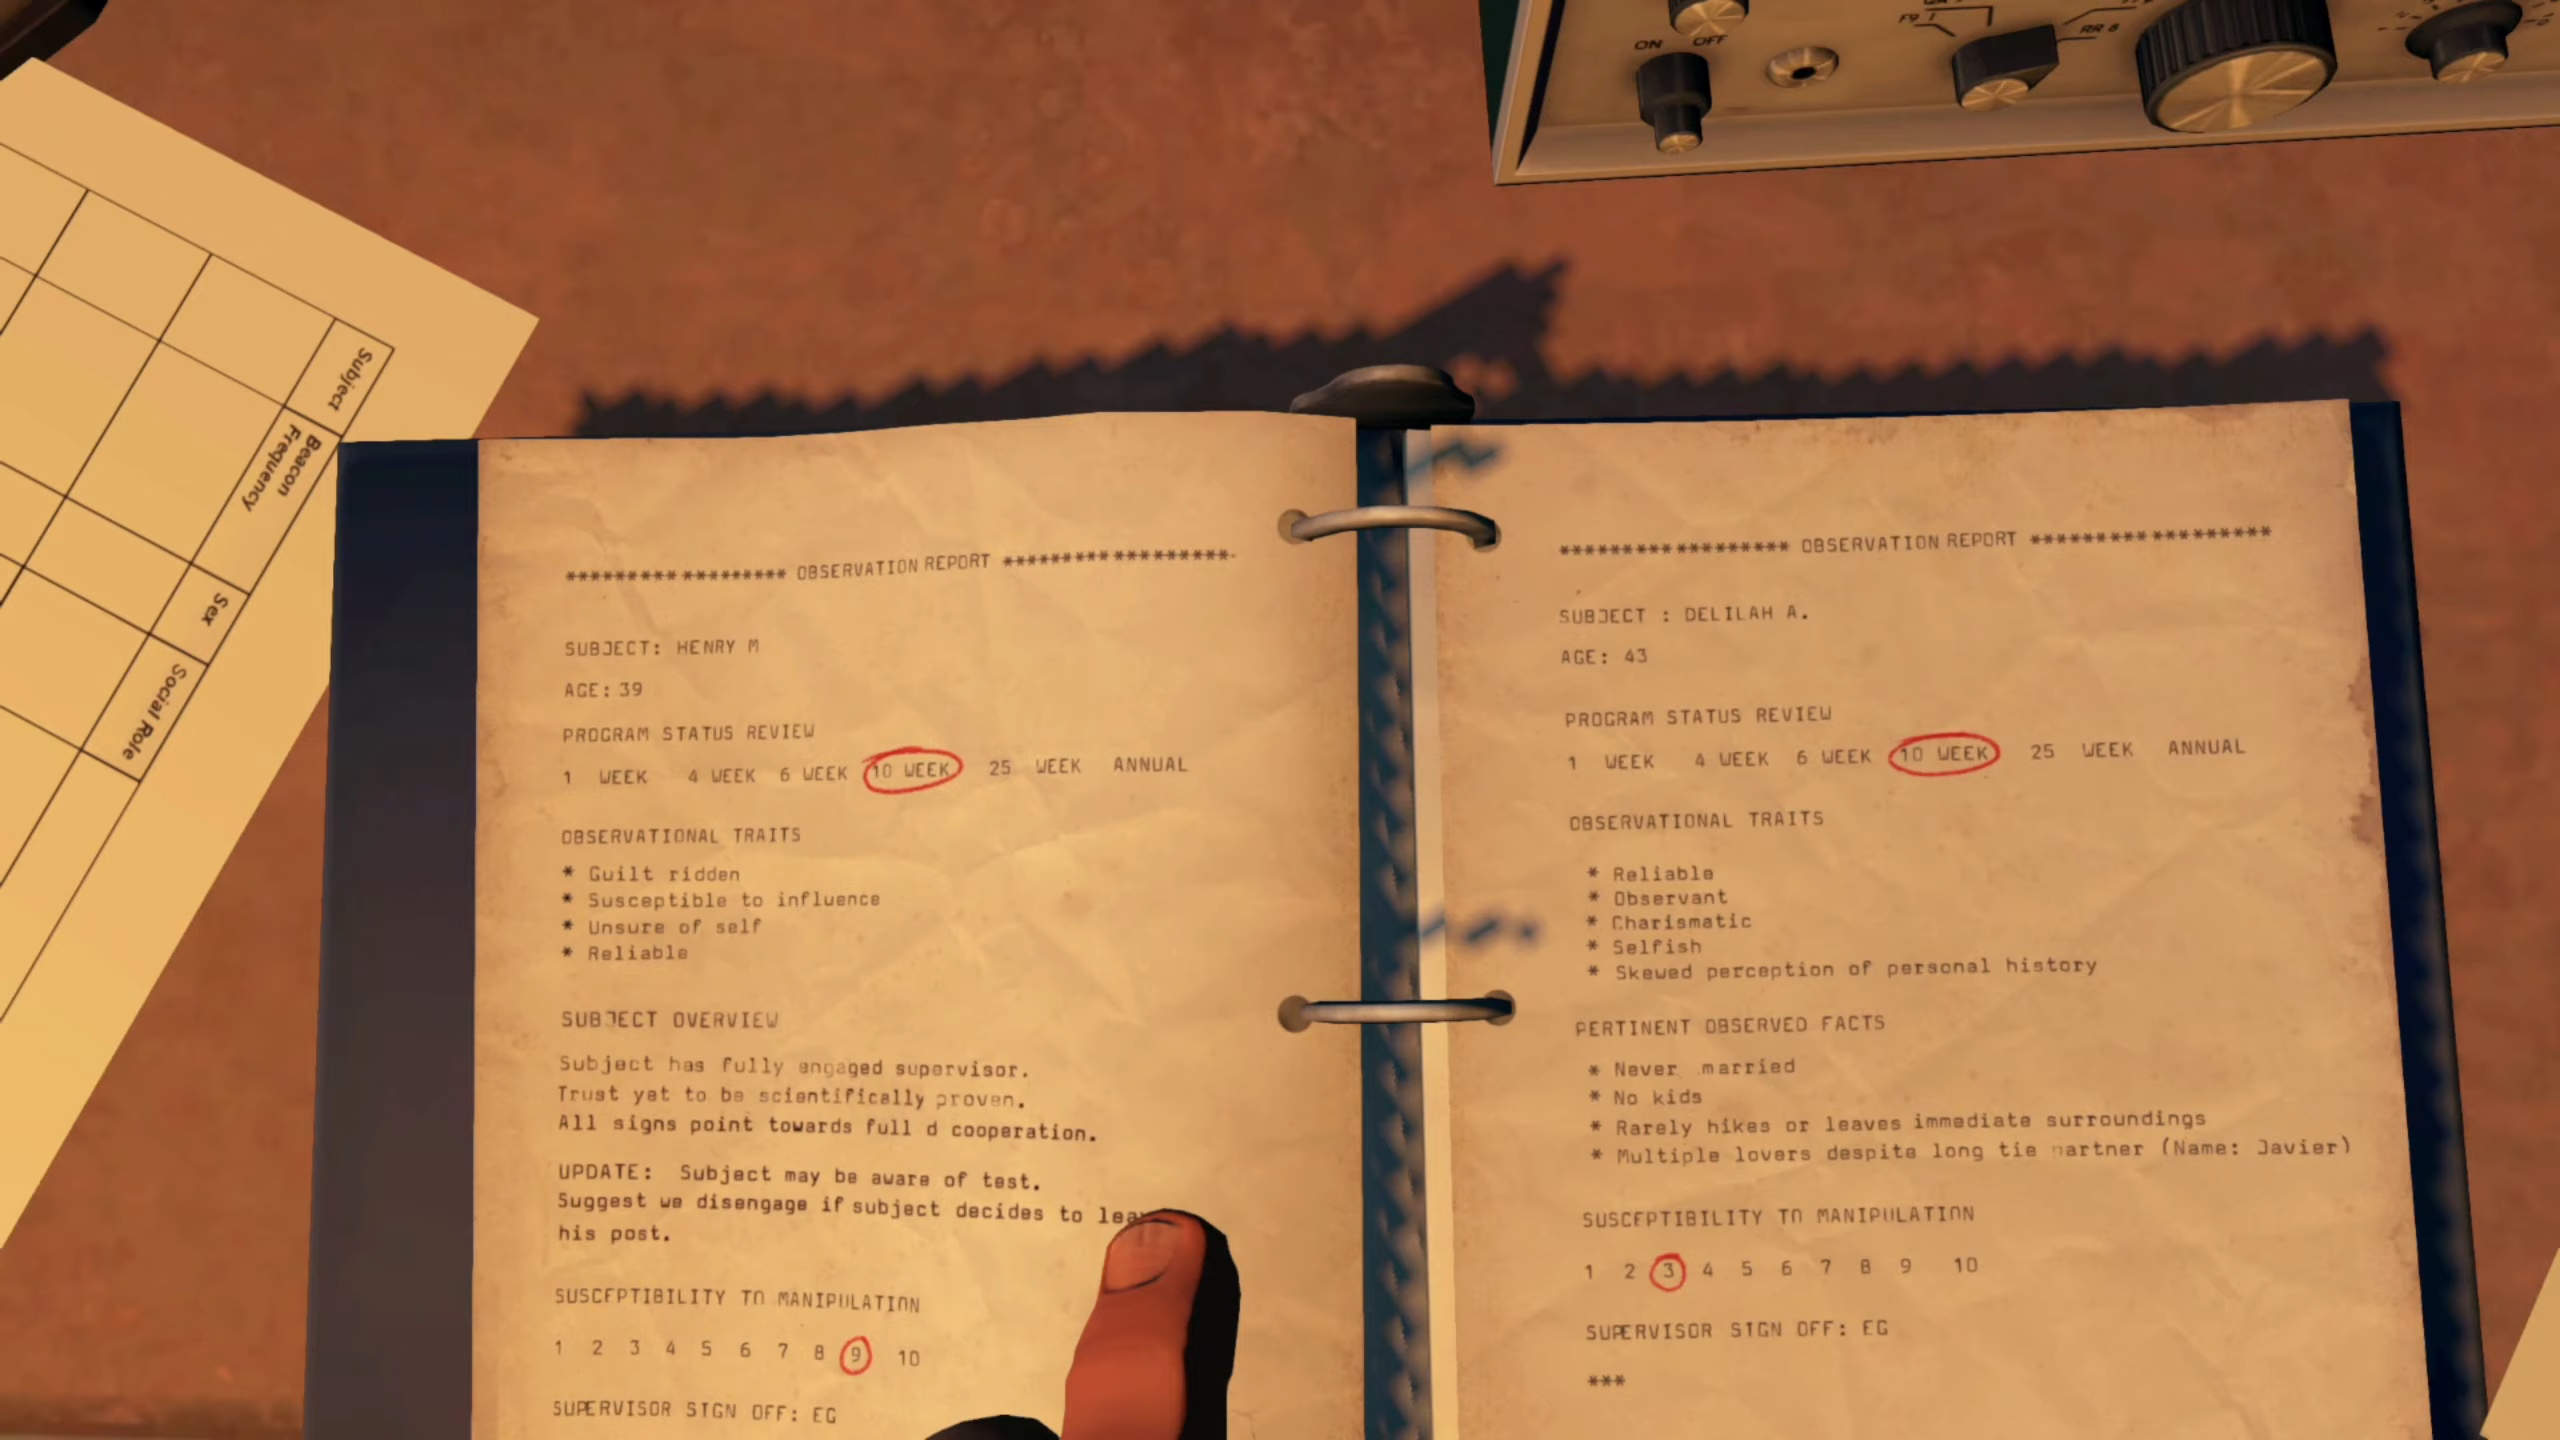 ON OFF
F9 1
RR 8
Subject
Beacon
Frequency
Sex
Social Role
****************** OBSERVATION REPORT ******************
SUBJECT: HENRY M
AGE: 39
PROGRAM STATUS REVIEW
1 WEEK 4 WEEK 6 WEEK 10 WEEK 25 WEEK ANNUAL
OBSERVATIONAL TRAITS
* Guilt ridden
* Susceptible to influence
* Unsure of self
* Reliable
SUBJECT OVERVIEW
Subject has fully engaged supervisor.
Trust yet to be scientifically proven.
All signs point towards full d cooperation.
UPDATE: Subject may be aware of test.
Suggest we disengage if subject decides to lea
his post.
SUSCEPTIBILITY TO MANIPULATION
1 2 3 4 5 6 7 8 9 10
SUPERVISOR SIGN OFF: EG
****************** OBSERVATION REPORT ******************
SUBJECT : DELILAH A.
AGE: 43
PROGRAM STATUS REVIEW
1 WEEK 4 WEEK 6 WEEK 10 WEEK 25 WEEK ANNUAL
OBSERVATIONAL TRAITS
* Reliable
* Observant
* Charismatic
* Selfish
* Skewed perception of personal history
PERTINENT OBSERVED FACTS
* Never married
* No kids
* Rarely hikes or leaves immediate surroundings
* Multiple lovers despite long tie partner (Name: Javier)
SUSCEPTIBILITY TO MANIPULATION
1 2 3 4 5 6 7 8 9 10
SUPERVISOR SIGN OFF: EG
***